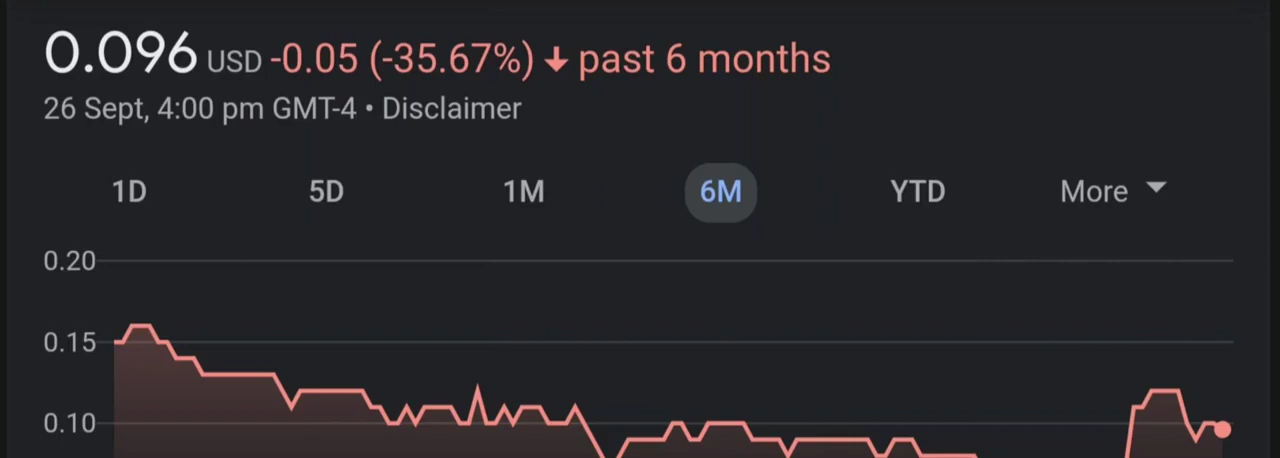 0.096 USD -0.05 (-35.67%) ↓ past 6 months
26 Sept, 4:00 pm GMT-4 • Disclaimer
1D 5D 1M 6M YTD More
0.20
0.15
0.10